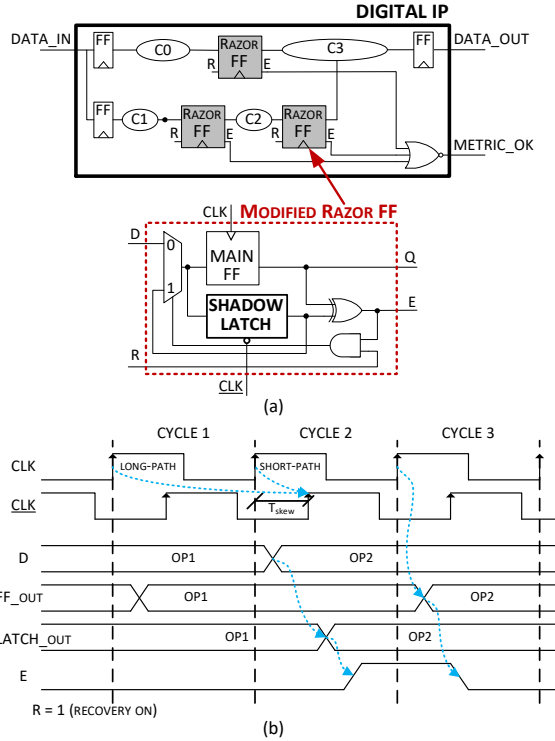 DIGITAL IP
DATA_IN FF C0 RAZOR FF R E C3 FF DATA_OUT
FF C1 RAZOR FF R E C2 RAZOR FF R E
METRIC_OK
CLK MODIFIED RAZOR FF
D 0 MAIN FF Q
1 SHADOW LATCH E
R
CLK
(a)
CYCLE 1 CYCLE 2 CYCLE 3
CLK LONG-PATH SHORT-PATH
CLK Tskew
D OP1 OP2
FF_OUT OP1 OP2
LATCH_OUT OP1 OP2
E
R = 1 (RECOVERY ON)
(b)